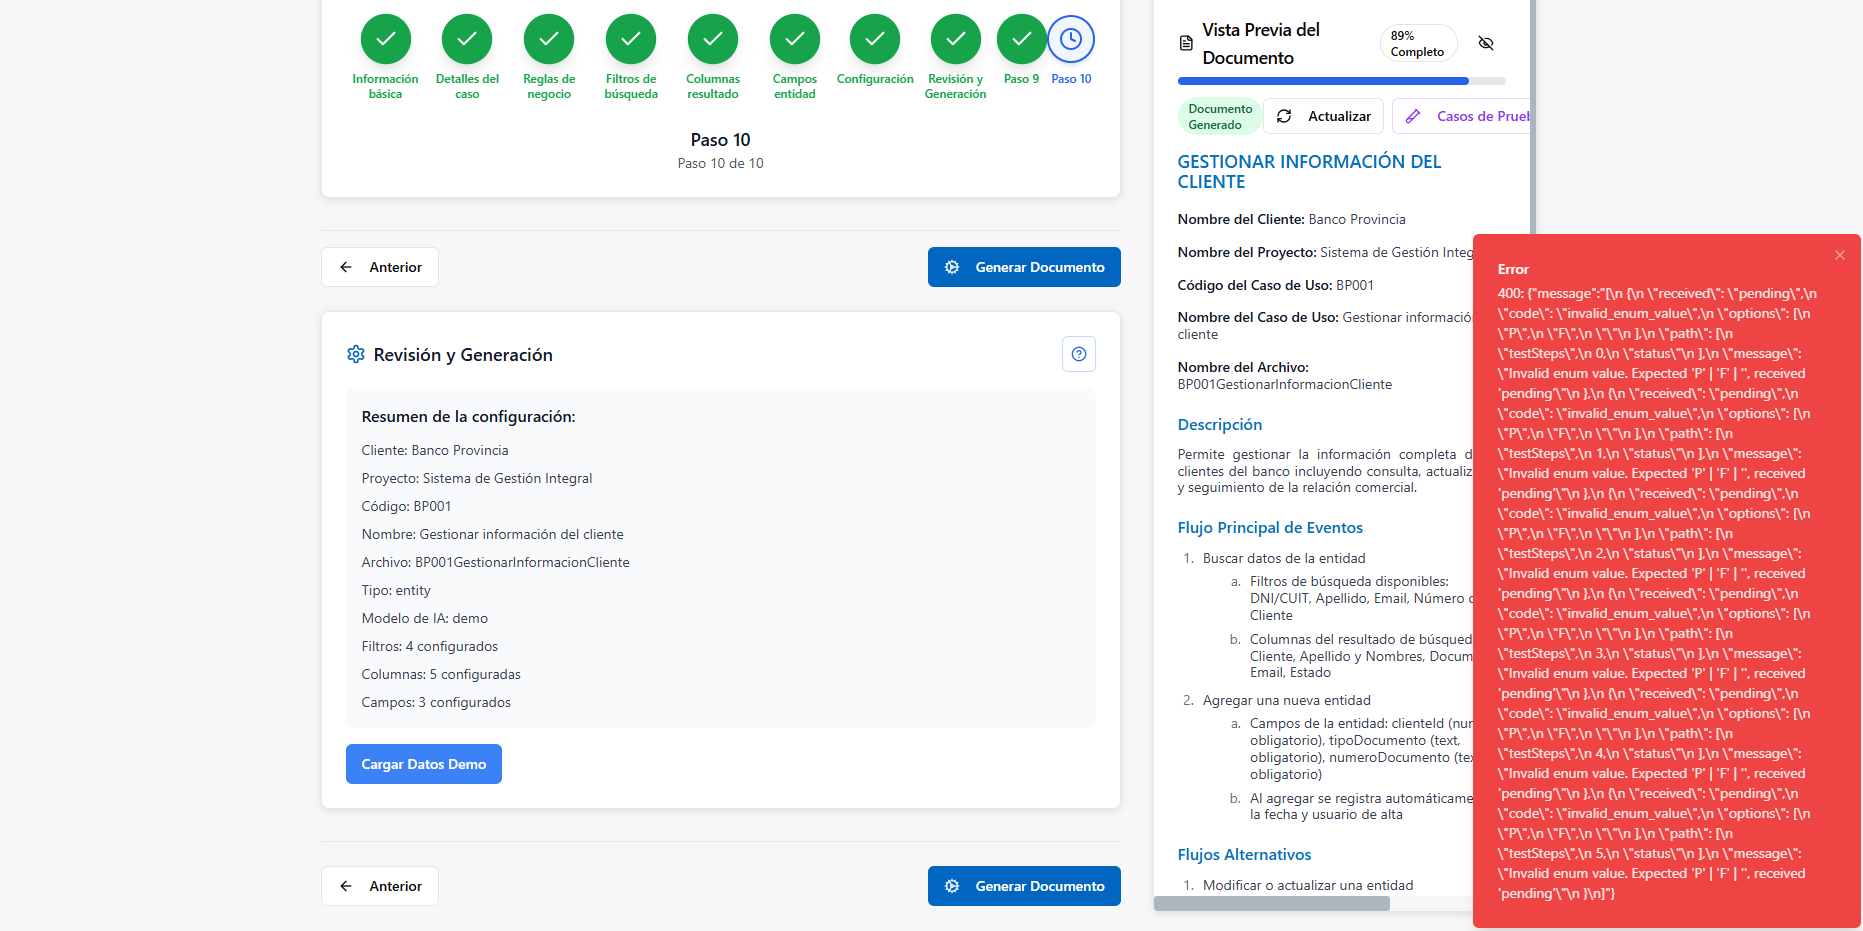 Información
básica
Detalles del
caso
Reglas de
negocio
Filtros de
búsqueda
Columnas
resultado
Campos
entidad
Configuración
Revisión y
Generación
Paso 9
Paso 10
Paso 10
Paso 10 de 10
Anterior
Generar Documento
Revisión y Generación
Resumen de la configuración:
Cliente: Banco Provincia
Proyecto: Sistema de Gestión Integral
Código: BP001
Nombre: Gestionar información del cliente
Archivo: BP001GestionarInformacionCliente
Tipo: entity
Modelo de IA: demo
Filtros: 4 configurados
Columnas: 5 configuradas
Campos: 3 configurados
Cargar Datos Demo
Anterior
Generar Documento
Vista Previa del
Documento
89%
Completo
Documento
Generado
Actualizar
Casos de Prueb
GESTIONAR INFORMACIÓN DEL
CLIENTE
Nombre del Cliente: Banco Provincia
Nombre del Proyecto: Sistema de Gestión Integ
Código del Caso de Uso: BP001
Nombre del Caso de Uso: Gestionar información
cliente
Nombre del Archivo:
BP001GestionarInformacionCliente
Descripción
Permite gestionar la información completa d
clientes del banco incluyendo consulta, actualiz
y seguimiento de la relación comercial.
Flujo Principal de Eventos
1. Buscar datos de la entidad
a. Filtros de búsqueda disponibles:
DNI/CUIT, Apellido, Email, Número d
Cliente
b. Columnas del resultado de búsqued
Cliente, Apellido y Nombres, Docum
Email, Estado
2. Agregar una nueva entidad
a. Campos de la entidad: clienteId (nur
obligatorio), tipoDocumento (text,
obligatorio), numeroDocumento (te
obligatorio)
b. Al agregar se registra automáticame
la fecha y usuario de alta
Flujos Alternativos
1. Modificar o actualizar una entidad
Error
400: {"message":"[\n {\n \"received\": \"pending\",\n
\"code\": \"invalid_enum_value\",\n \"options\": [\n
\"P\",\n \"F\",\n \"\"\n ],\n \"path\": [\n
\"testSteps\",\n 0,\n \"status\"\n ],\n \"message\":
\"Invalid enum value. Expected 'P' | 'F' | '', received
'pending'\"\n },\n {\n \"received\": \"pending\",\n
\"code\": \"invalid_enum_value\",\n \"options\": [\n
\"P\",\n \"F\",\n \"\"\n ],\n \"path\": [\n
\"testSteps\",\n 1,\n \"status\"\n ],\n \"message\":
\"Invalid enum value. Expected 'P' | 'F' | '', received
'pending'\"\n },\n {\n \"received\": \"pending\",\n
\"code\": \"invalid_enum_value\",\n \"options\": [\n
\"P\",\n \"F\",\n \"\"\n ],\n \"path\": [\n
\"testSteps\",\n 2,\n \"status\"\n ],\n \"message\":
\"Invalid enum value. Expected 'P' | 'F' | '', received
'pending'\"\n },\n {\n \"received\": \"pending\",\n
\"code\": \"invalid_enum_value\",\n \"options\": [\n
\"P\",\n \"F\",\n \"\"\n ],\n \"path\": [\n
\"testSteps\",\n 3,\n \"status\"\n ],\n \"message\":
\"Invalid enum value. Expected 'P' | 'F' | '', received
'pending'\"\n },\n {\n \"received\": \"pending\",\n
\"code\": \"invalid_enum_value\",\n \"options\": [\n
\"P\",\n \"F\",\n \"\"\n ],\n \"path\": [\n
\"testSteps\",\n 4,\n \"status\"\n ],\n \"message\":
\"Invalid enum value. Expected 'P' | 'F' | '', received
'pending'\"\n },\n {\n \"received\": \"pending\",\n
\"code\": \"invalid_enum_value\",\n \"options\": [\n
\"P\",\n \"F\",\n \"\"\n ],\n \"path\": [\n
\"testSteps\",\n 5,\n \"status\"\n ],\n \"message\":
\"Invalid enum value. Expected 'P' | 'F' | '', received
'pending'\"\n }\n]"}